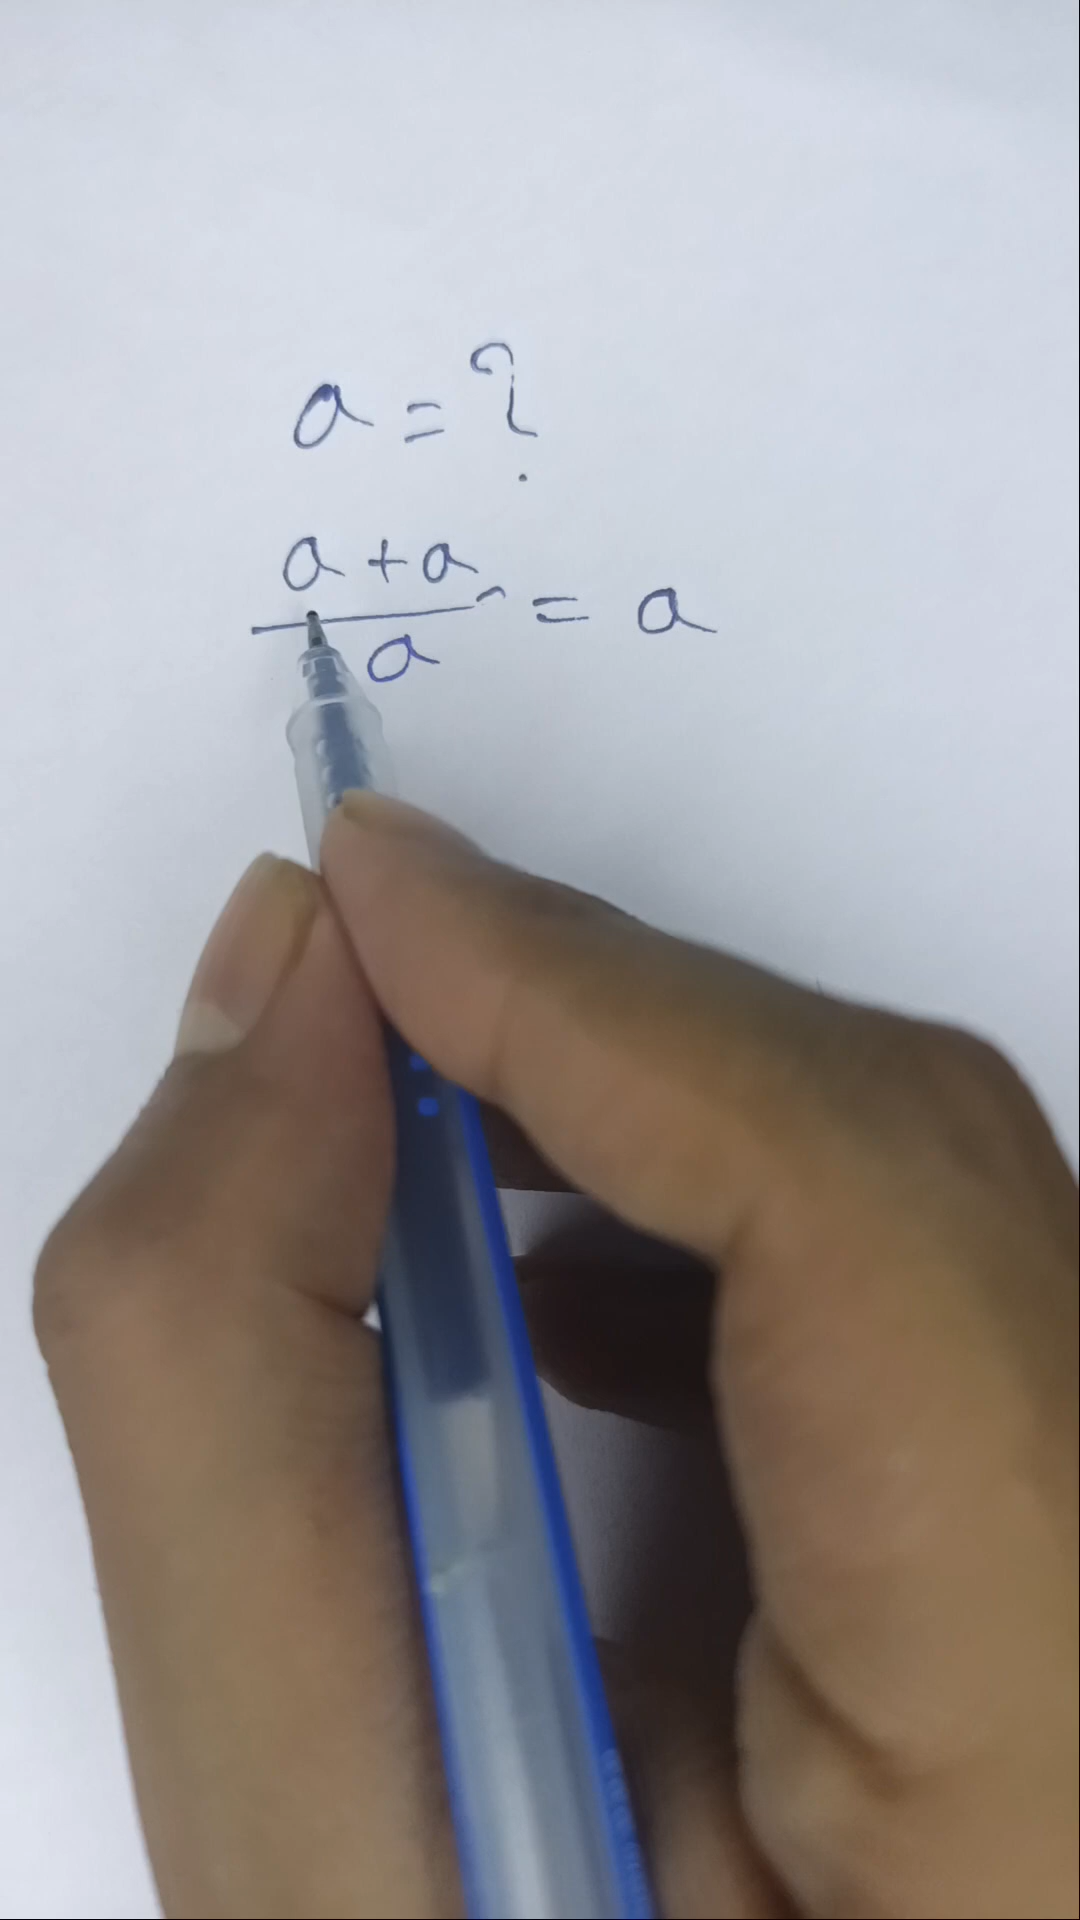 a = ?
a + a
a = a